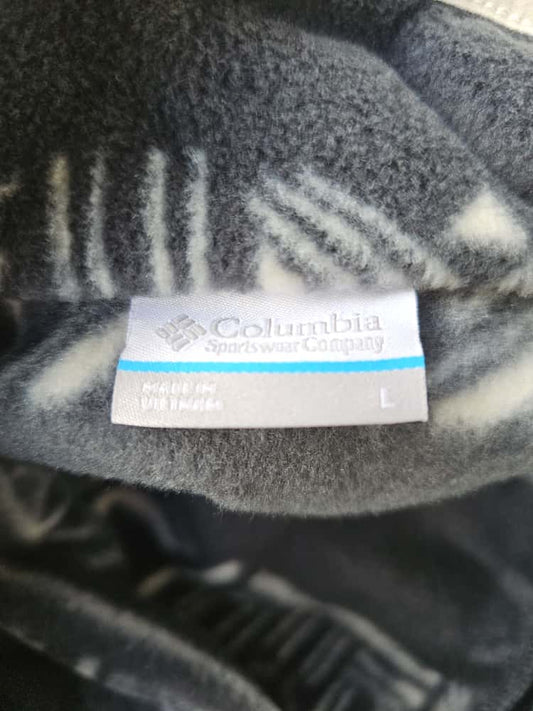 Columbia
Sportswear Company
MADE IN
VIETNAM
L